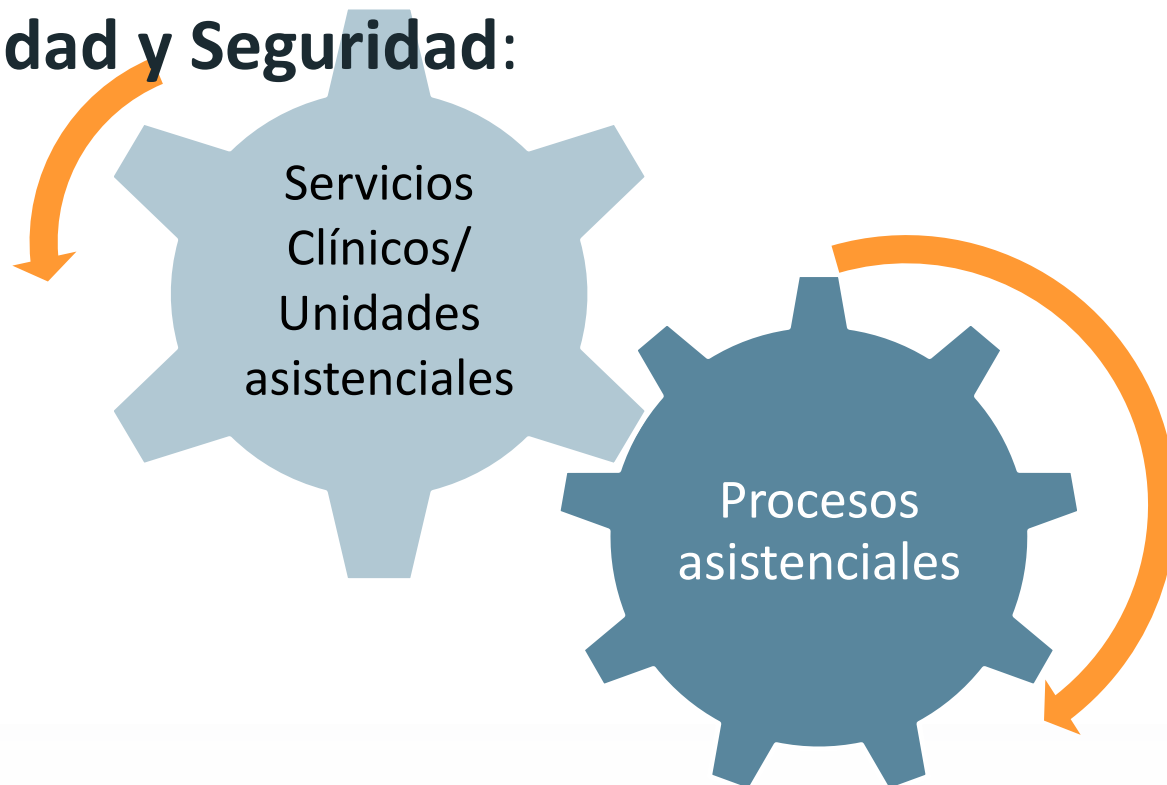 dad y Seguridad:
Servicios
Clínicos/
Unidades
asistenciales
Procesos
asistenciales